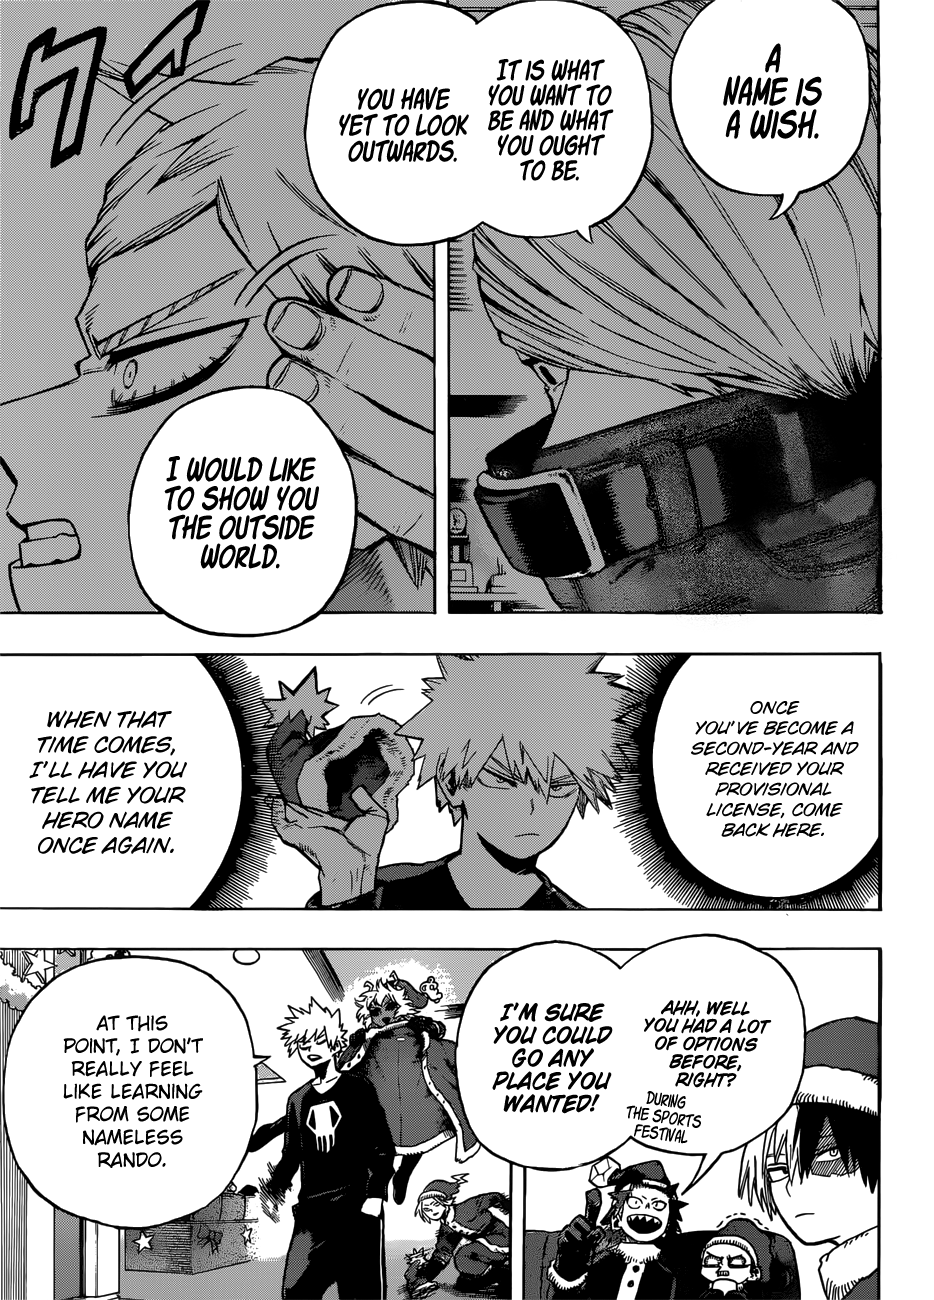 A
NAME IS
A WISH.
IT IS WHAT
YOU WANT TO
BE AND WHAT
YOU OUGHT
TO BE.
YOU HAVE
YET TO LOOK
OUTWARDS.
グイ
I WOULD LIKE
TO SHOW YOU
THE OUTSIDE
WORLD.
ONCE
YOU'VE BECOME A
SECOND-YEAR AND
RECEIVED YOUR
PROVISIONAL
LICENSE, COME
BACK HERE.
WHEN THAT
TIME COMES,
I'LL HAVE YOU
TELL ME YOUR
HERO NAME
ONCE AGAIN.
AHH, WELL
YOU HAD A LOT
OF OPTIONS
BEFORE,
RIGHT?
DURING
THE SPORTS
FESTIVAL
I'M SURE
YOU COULD
GO ANY
PLACE YOU
WANTED!
AT THIS
POINT, I DON'T
REALLY FEEL
LIKE LEARNING
FROM SOME
NAMELESS
RANDO.